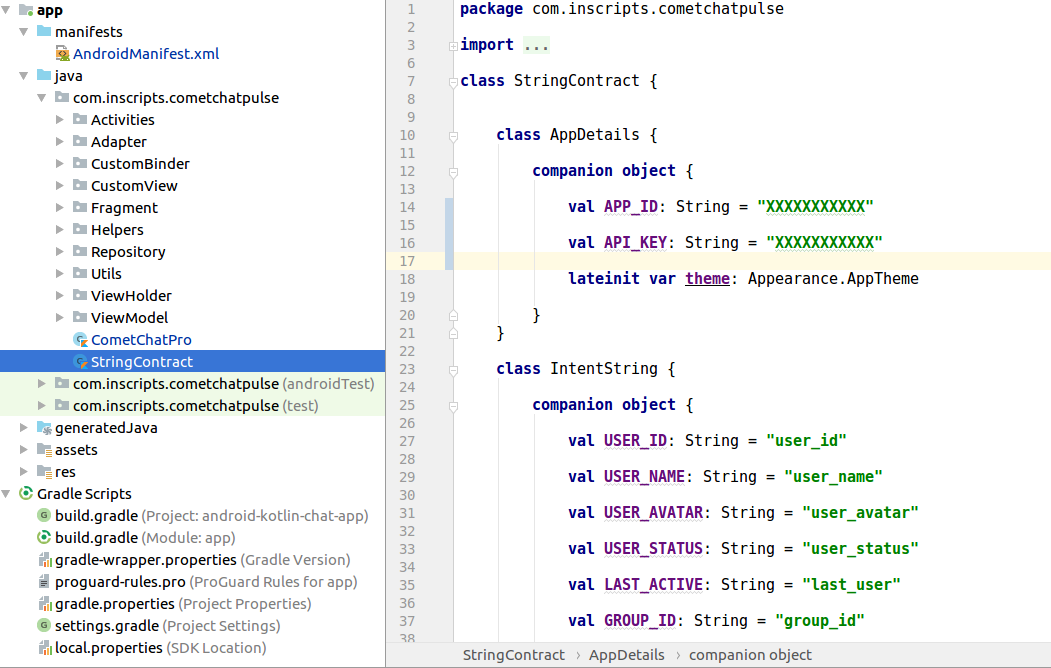 app
manifests
AndroidManifest.xml
java
com.inscripts.cometchatpulse
Activities
Adapter
CustomBinder
CustomView
Fragment
Helpers
Repository
Utils
ViewHolder
ViewModel
CometChatPro
StringContract
com.inscripts.cometchatpulse (androidTest)
com.inscripts.cometchatpulse (test)
generatedJava
assets
res
Gradle Scripts
build.gradle (Project: android-kotlin-chat-app)
build.gradle (Module: app)
gradle-wrapper.properties (Gradle Version)
proguard-rules.pro (ProGuard Rules for app)
gradle.properties (Project Properties)
settings.gradle (Project Settings)
local.properties (SDK Location)
1 package com.inscripts.cometchatpulse
2
3 import ...
6
7 class StringContract {
8
9
10 class AppDetails {
11
12 companion object {
13
14 val APP_ID: String = "XXXXXXXXXXX"
15
16 val API_KEY: String = "XXXXXXXXXXX"
17
18 lateinit var theme: Appearance.AppTheme
19
20 }
21 }
22
23 class IntentString {
24
25 companion object {
26
27 val USER_ID: String = "user_id"
28
29 val USER_NAME: String = "user_name"
30
31 val USER_AVATAR: String = "user_avatar"
32
33 val USER_STATUS: String = "user_status"
34
35 val LAST_ACTIVE: String = "last_user"
36
37 val GROUP_ID: String = "group_id"
38
StringContract › AppDetails › companion object